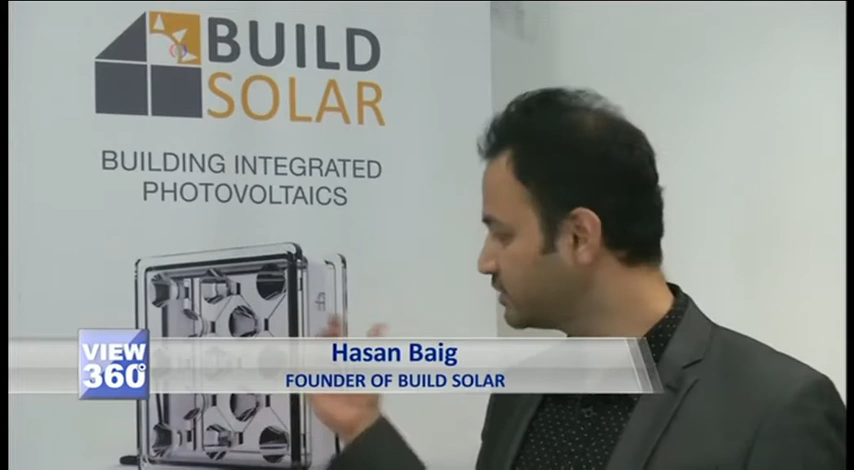 BUILD
SOLAR
BUILDING INTEGRATED
PHOTOVOLTAICS
VIEW
360°
Hasan Baig
FOUNDER OF BUILD SOLAR